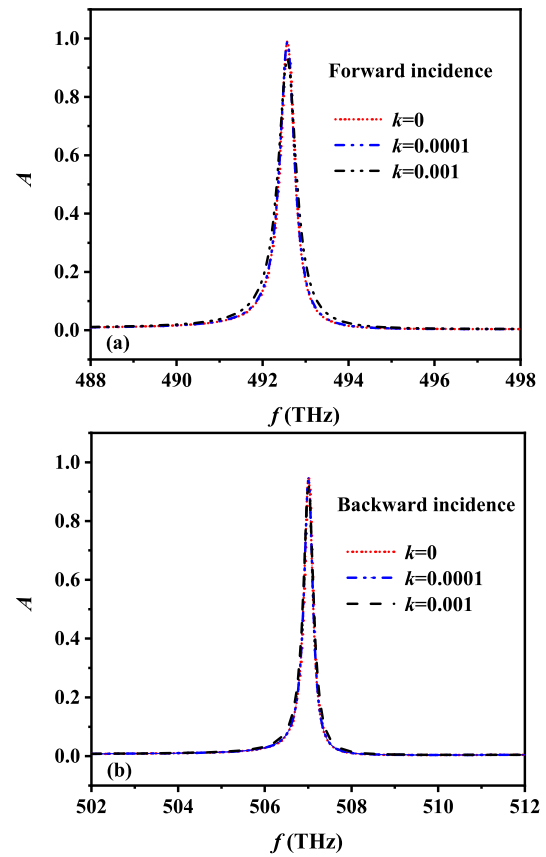 1.0
0.8
0.6
0.4
0.2
0.0
A
Forward incidence
k=0
k=0.0001
k=0.001
(a)
488 490 492 494 496 498
f (THz)
1.0
0.8
0.6
0.4
0.2
0.0
A
Backward incidence
k=0
k=0.0001
k=0.001
(b)
502 504 506 508 510 512
f (THz)